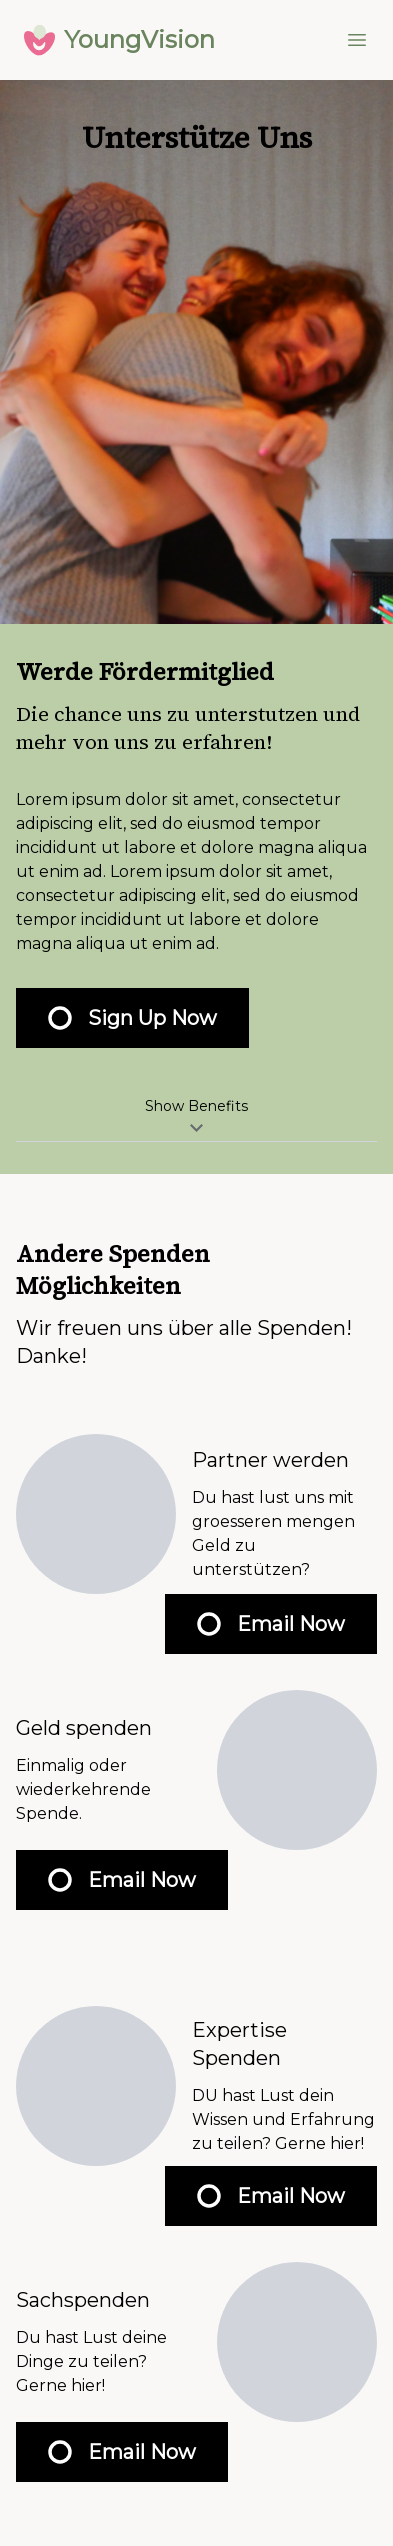 YoungVision
Unterstütze Uns
Werde Fördermitglied
Die chance uns zu unterstutzen und
mehr von uns zu erfahren!
Lorem ipsum dolor sit amet, consectetur
adipiscing elit, sed do eiusmod tempor
incididunt ut labore et dolore magna aliqua
ut enim ad. Lorem ipsum dolor sit amet,
consectetur adipiscing elit, sed do eiusmod
tempor incididunt ut labore et dolore
magna aliqua ut enim ad.
Sign Up Now
Show Benefits
Andere Spenden
Möglichkeiten
Wir freuen uns über alle Spenden!
Danke!
Partner werden
Du hast lust uns mit
groesseren mengen
Geld zu
unterstützen?
Email Now
Geld spenden
Einmalig oder
wiederkehrende
Spende.
Email Now
Expertise
Spenden
DU hast Lust dein
Wissen und Erfahrung
zu teilen? Gerne hier!
Email Now
Sachspenden
Du hast Lust deine
Dinge zu teilen?
Gerne hier!
Email Now